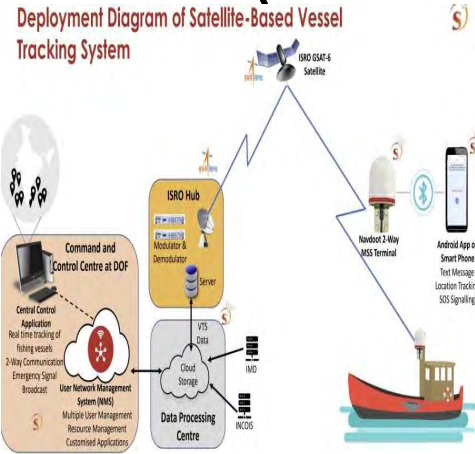 Deployment Diagram of Satellite-Based Vessel
Tracking System
ISRO GSAT-6
Satellite
ISRO Hub
Modulator &
Demodulator
Server
Command and
Control Centre at DOF
Central Control
Application
Real time tracking of
fishing vessels
2-Way Communication
Emergency Signal
Broadcast
User Network Management
System (NMS)
Multiple User Management
Resource Management
Customised Applications
VTS
Data
Cloud
Storage
Data Processing
Centre
IMD
INCOIS
Navdoot 2-Way
MSS Terminal
Android App o
Smart Phone
Text Message
Location Trackin
SOS Signalling